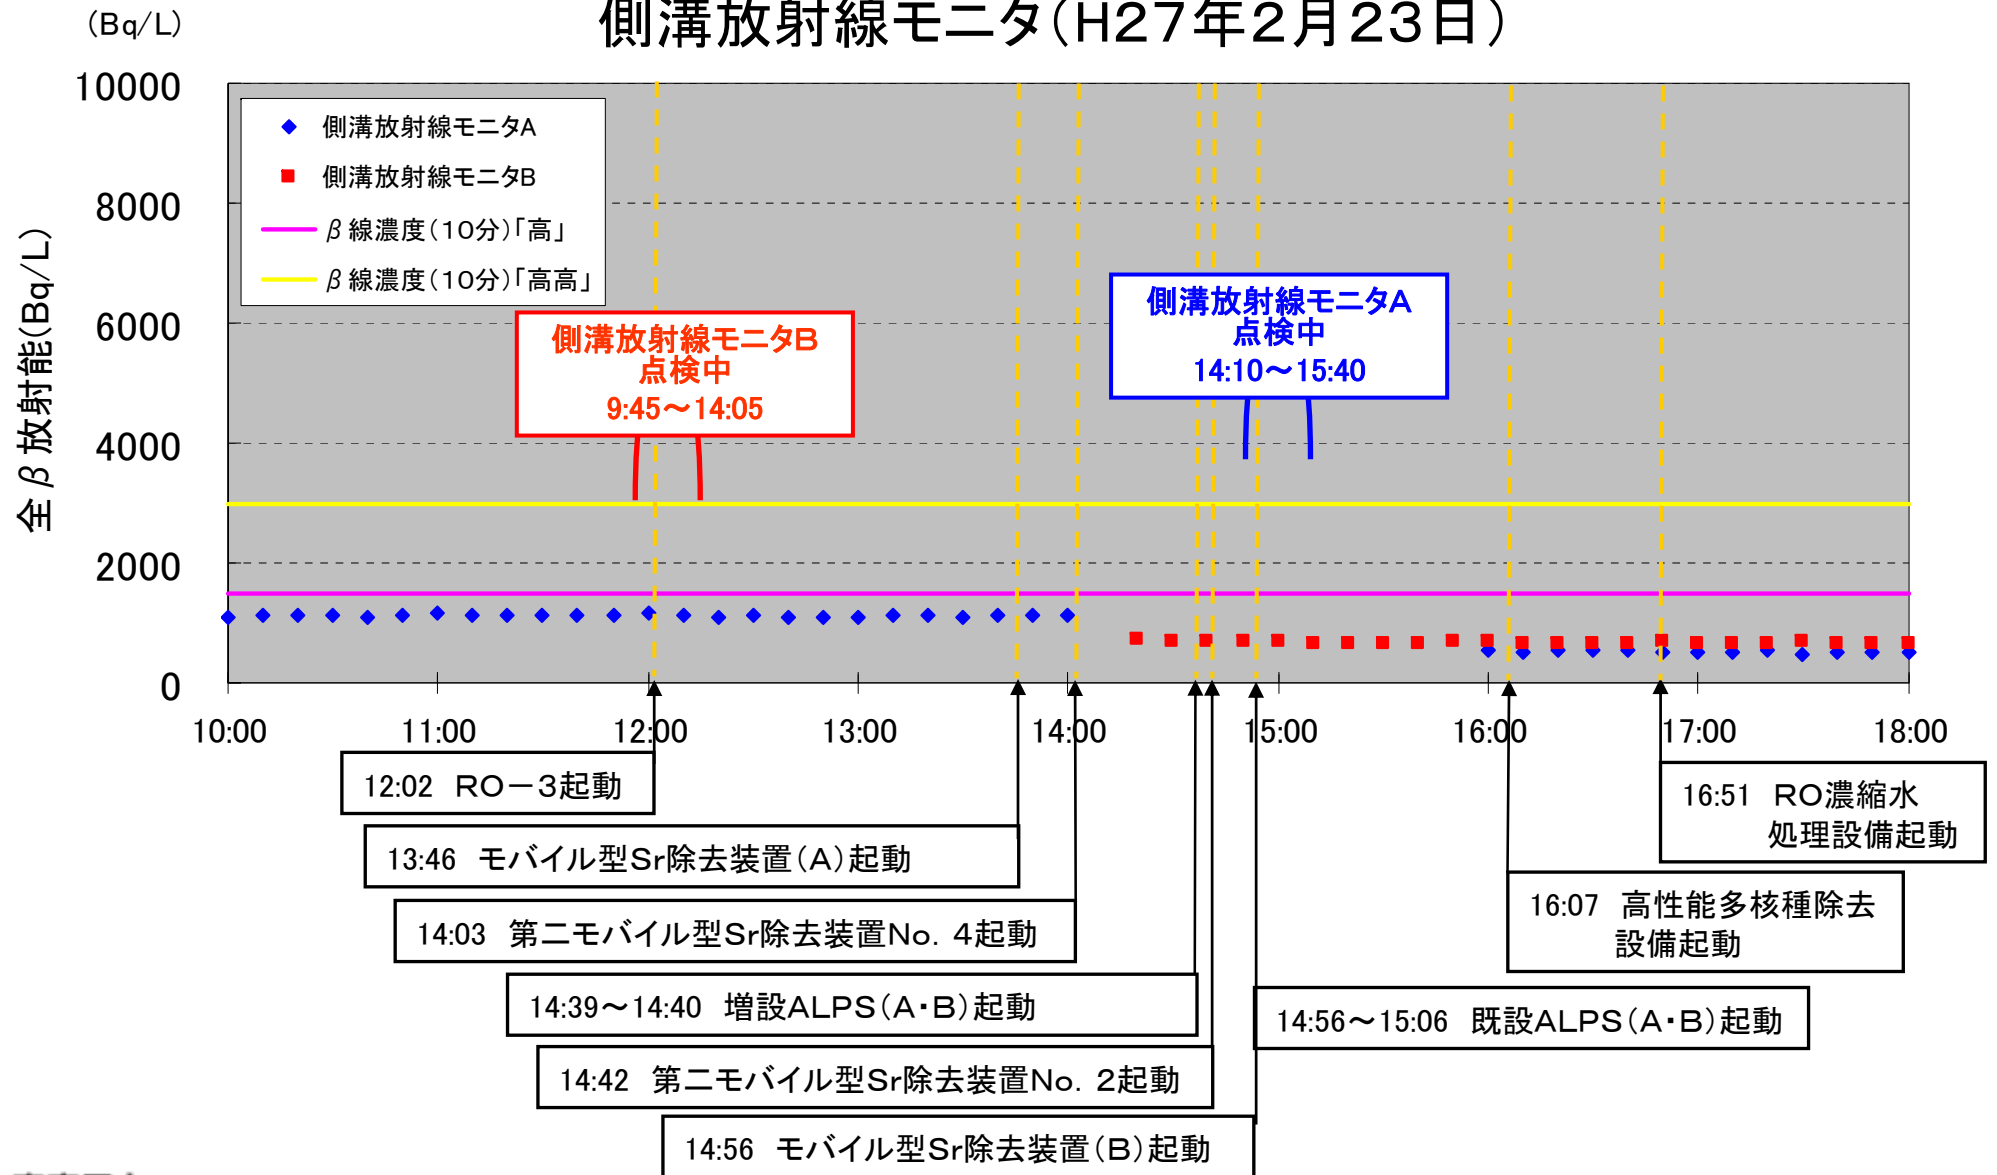 側溝放射線モニタ(H27年2月23日)
(Bq/L)
全β放射能(Bq/L)
10000
8000
6000
4000
2000
0
側溝放射線モニタA
側溝放射線モニタB
β線濃度(10分)「高」
β線濃度(10分)「高高」
側溝放射線モニタB
点検中
9:45～14:05
側溝放射線モニタA
点検中
14:10～15:40
10:00 11:00 12:00 13:00 14:00 15:00 16:00 17:00 18:00
12:02 RO－3起動
13:46 モバイル型Sr除去装置(A)起動
14:03 第二モバイル型Sr除去装置No. 4起動
14:39～14:40 増設ALPS(A・B)起動
14:42 第二モバイル型Sr除去装置No. 2起動
14:56 モバイル型Sr除去装置(B)起動
14:56～15:06 既設ALPS(A・B)起動
16:07 高性能多核種除去
設備起動
16:51 RO濃縮水
処理設備起動